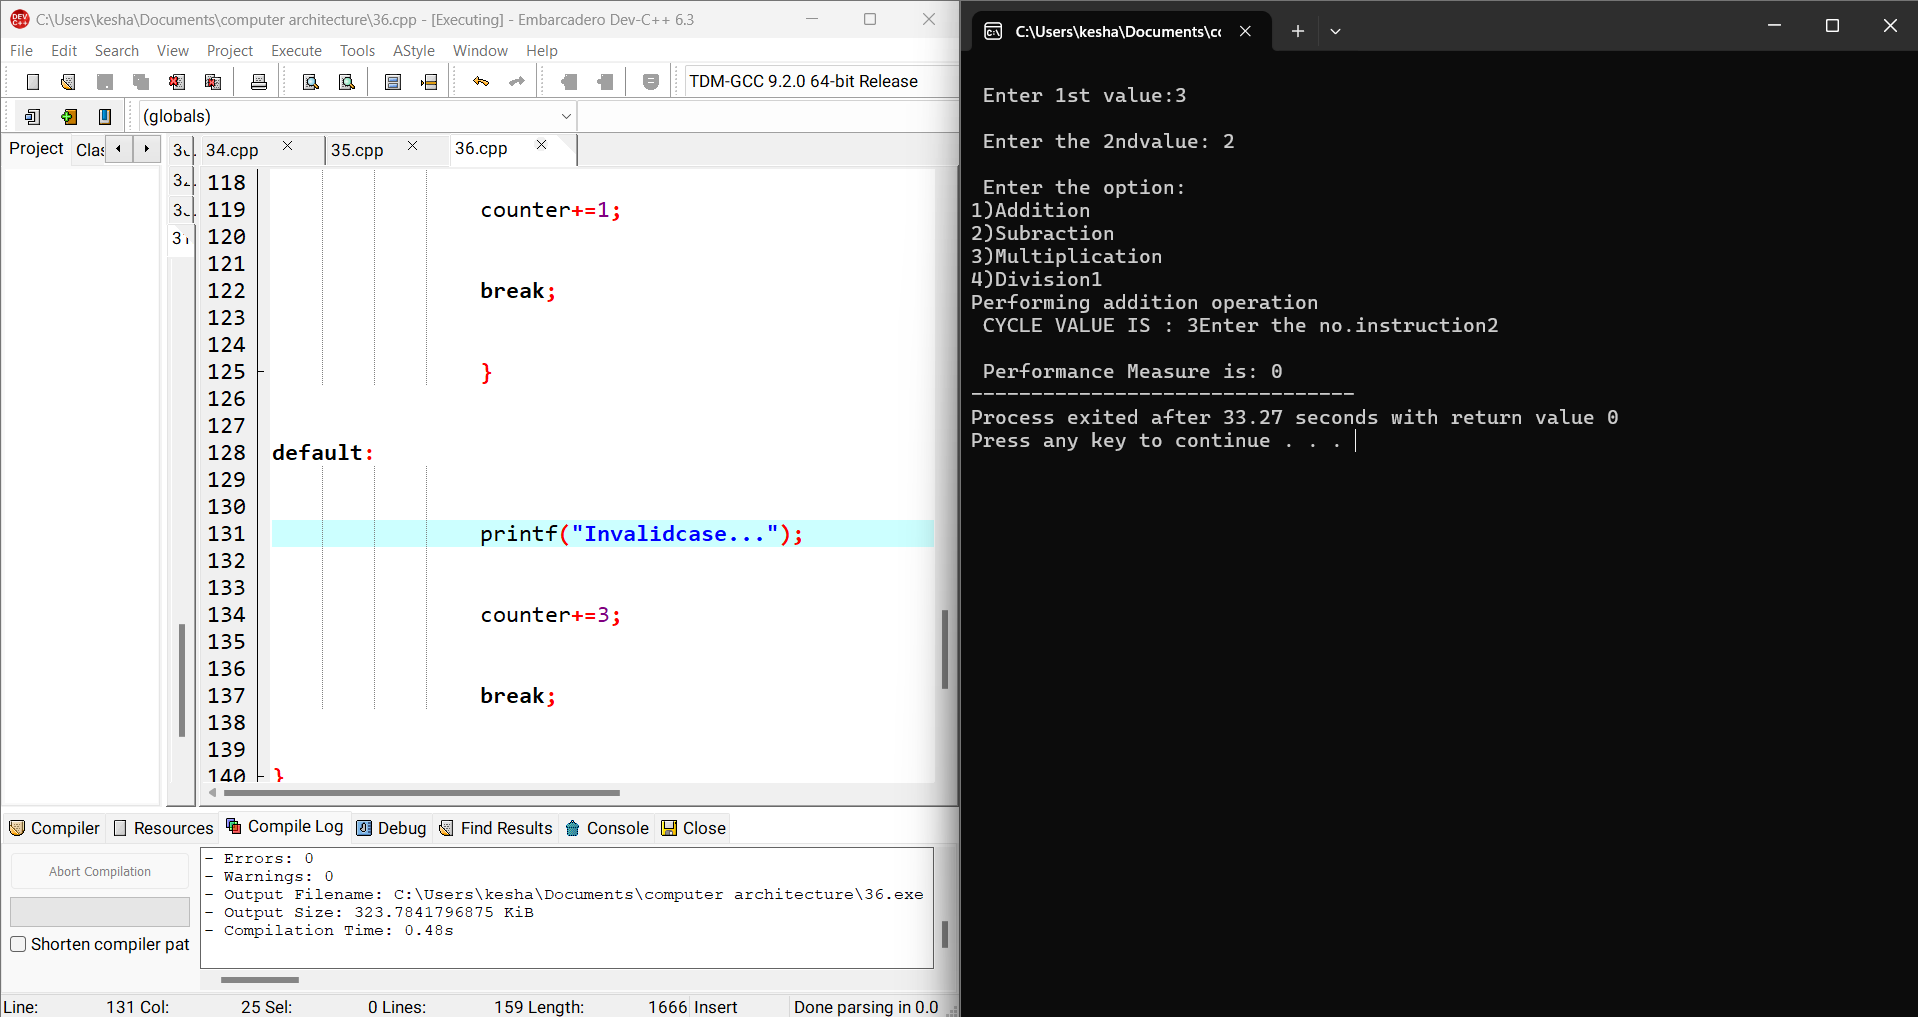 C:\Users\kesha\Documents\computer architecture\36.cpp - [Executing] - Embarcadero Dev-C++ 6.3
File Edit Search View Project Execute Tools AStyle Window Help
TDM-GCC 9.2.0 64-bit Release
(globals)
Project Clas
34.cpp 35.cpp 36.cpp
118
119 counter+=1;
120
121
122 break;
123
124
125 }
126
127
128 default:
129
130
131 printf("Invalidcase...");
132
133
134 counter+=3;
135
136
137 break;
138
139
140 }
Compiler Resources Compile Log Debug Find Results Console Close
Abort Compilation
Shorten compiler pat
- Errors: 0
- Warnings: 0
- Output Filename: C:\Users\kesha\Documents\computer architecture\36.exe
- Output Size: 323.7841796875 KiB
- Compilation Time: 0.48s
Line: 131 Col: 25 Sel: 0 Lines: 159 Length: 1666 Insert Done parsing in 0.0
C:\Users\kesha\Documents\cc
Enter 1st value:3
Enter the 2ndvalue: 2
Enter the option:
1)Addition
2)Subraction
3)Multiplication
4)Division1
Performing addition operation
CYCLE VALUE IS : 3Enter the no.instruction2
Performance Measure is: 0
--------------------------------
Process exited after 33.27 seconds with return value 0
Press any key to continue . . .